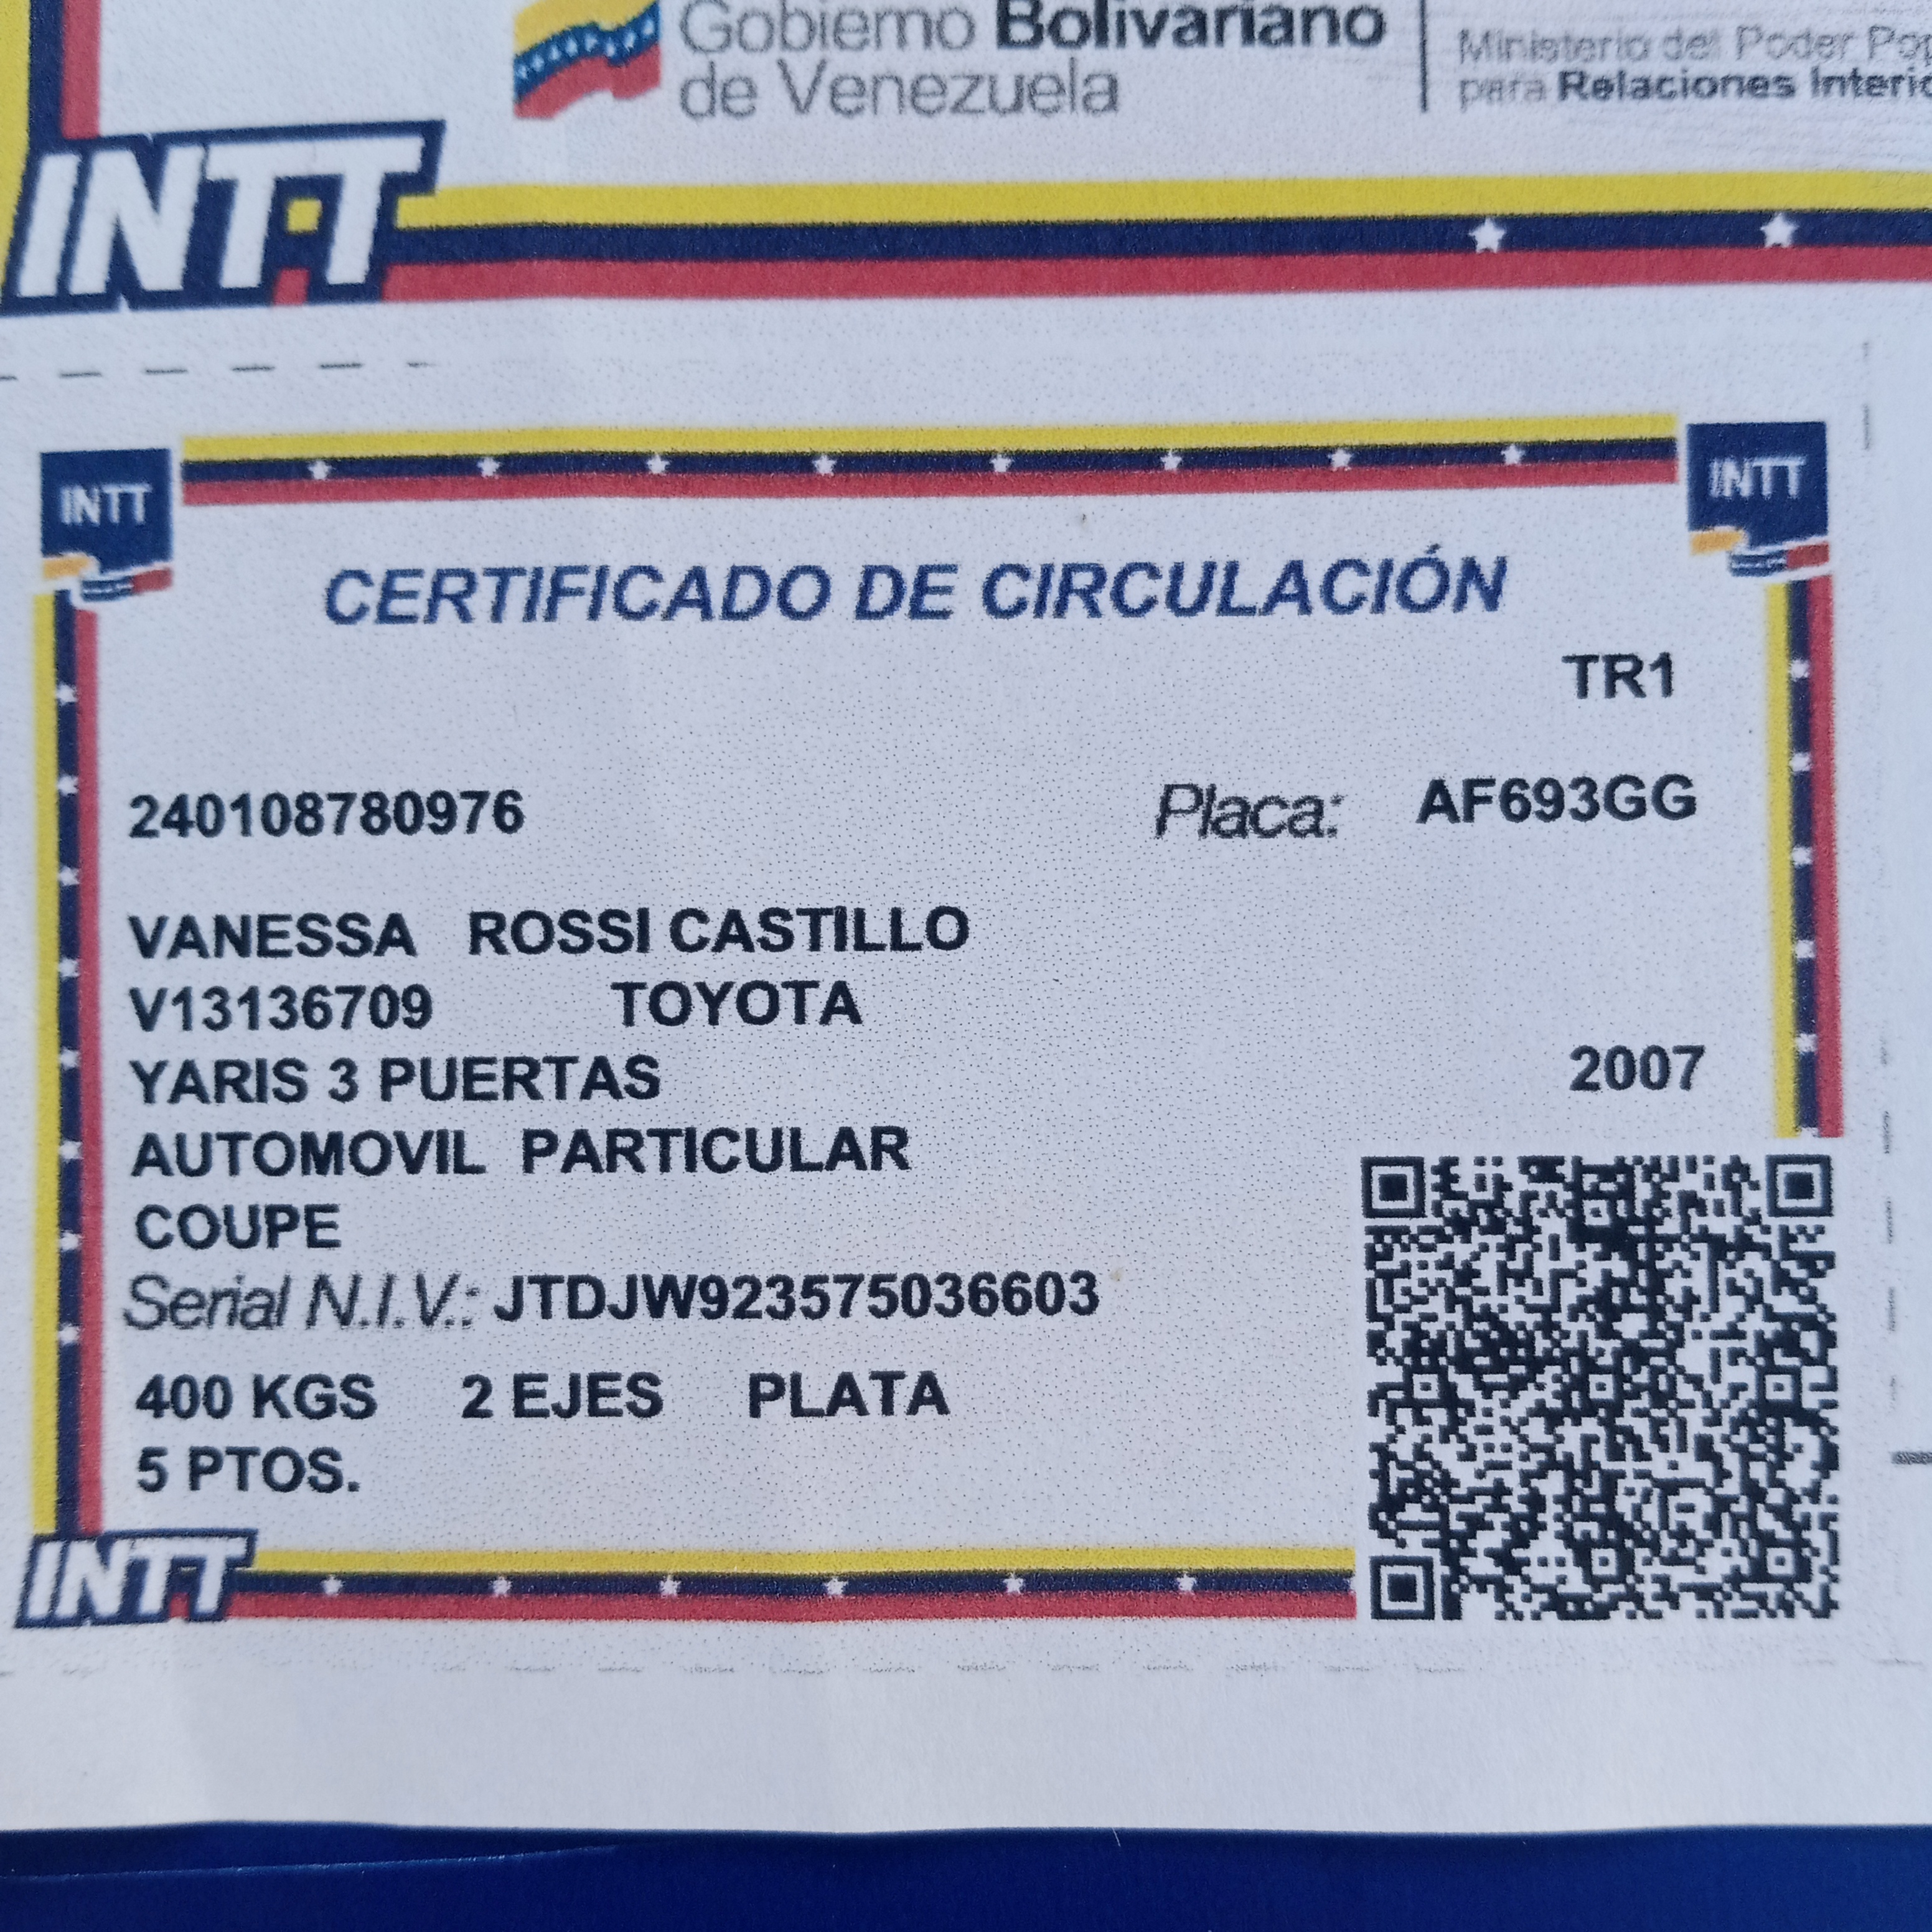 Gobierno Bolivariano
de Venezuela
Ministerio del Poder
para Relaciones
INTT
INTT
INTT
CERTIFICADO DE CIRCULACIÓN
TR1
240108780976 Placa: AF693GG
VANESSA ROSSI CASTILLO
V13136709 TOYOTA
YARIS 3 PUERTAS 2007
AUTOMOVIL PARTICULAR
COUPE
Serial N.I.V.: JTDJW923575036603
400 KGS 2 EJES PLATA
5 PTOS.
INTT